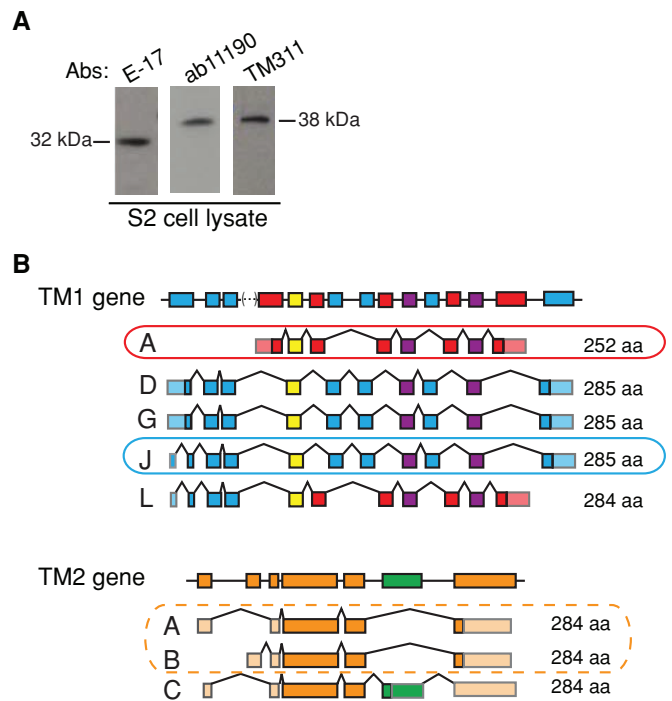 A
Abs: E-17 ab11190 TM311
32 kDa 38 kDa
S2 cell lysate
B
TM1 gene (···)
A 252 aa
D 285 aa
G 285 aa
J 285 aa
L 284 aa
TM2 gene
A 284 aa
B 284 aa
C 284 aa